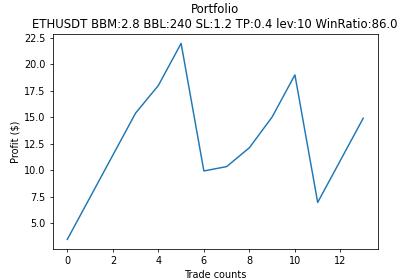 Portfolio
ETHUSDT BBM:2.8 BBL:240 SL:1.2 TP:0.4 lev:10 WinRatio:86.0
22.5
20.0
17.5
15.0
12.5
10.0
7.5
5.0
Profit ($)
0 2 4 6 8 10 12
Trade counts